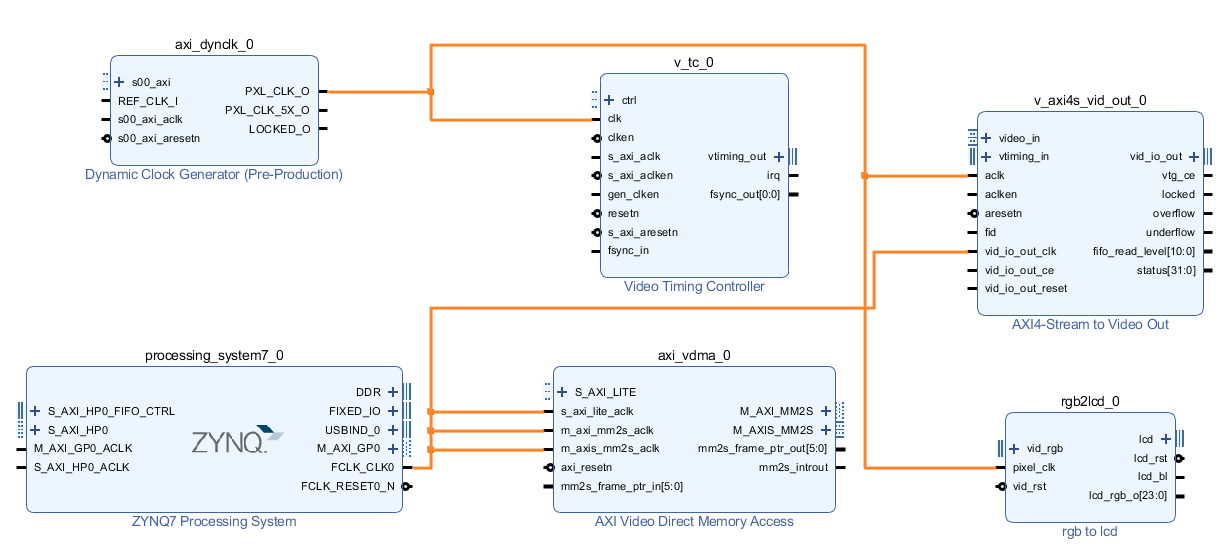 axi_dynclk_0
s00_axi
REF_CLK_I
s00_axi_aclk
s00_axi_aresetn
PXL_CLK_O
PXL_CLK_5X_O
LOCKED_O
Dynamic Clock Generator (Pre-Production)
v_tc_0
ctrl
clk
clken
s_axi_aclk
s_axi_aclken
gen_clken
resetn
s_axi_aresetn
fsync_in
vtiming_out
irq
fsync_out[0:0]
Video Timing Controller
v_axi4s_vid_out_0
video_in
vtiming_in
aclk
aclken
aresetn
fid
vid_io_out_clk
vid_io_out_ce
vid_io_out_reset
vid_io_out
vtg_ce
locked
overflow
underflow
fifo_read_level[10:0]
status[31:0]
AXI4-Stream to Video Out
processing_system7_0
S_AXI_HP0_FIFO_CTRL
S_AXI_HP0
M_AXI_GP0_ACLK
S_AXI_HP0_ACLK
ZYNQ
DDR
FIXED_IO
USBIND_0
M_AXI_GP0
FCLK_CLK0
FCLK_RESET0_N
ZYNQ7 Processing System
axi_vdma_0
S_AXI_LITE
s_axi_lite_aclk
m_axi_mm2s_aclk
m_axis_mm2s_aclk
axi_resetn
mm2s_frame_ptr_in[5:0]
M_AXI_MM2S
M_AXIS_MM2S
mm2s_frame_ptr_out[5:0]
mm2s_introut
AXI Video Direct Memory Access
rgb2lcd_0
vid_rgb
pixel_clk
vid_rst
lcd
lcd_rst
lcd_bl
lcd_rgb_o[23:0]
rgb to lcd